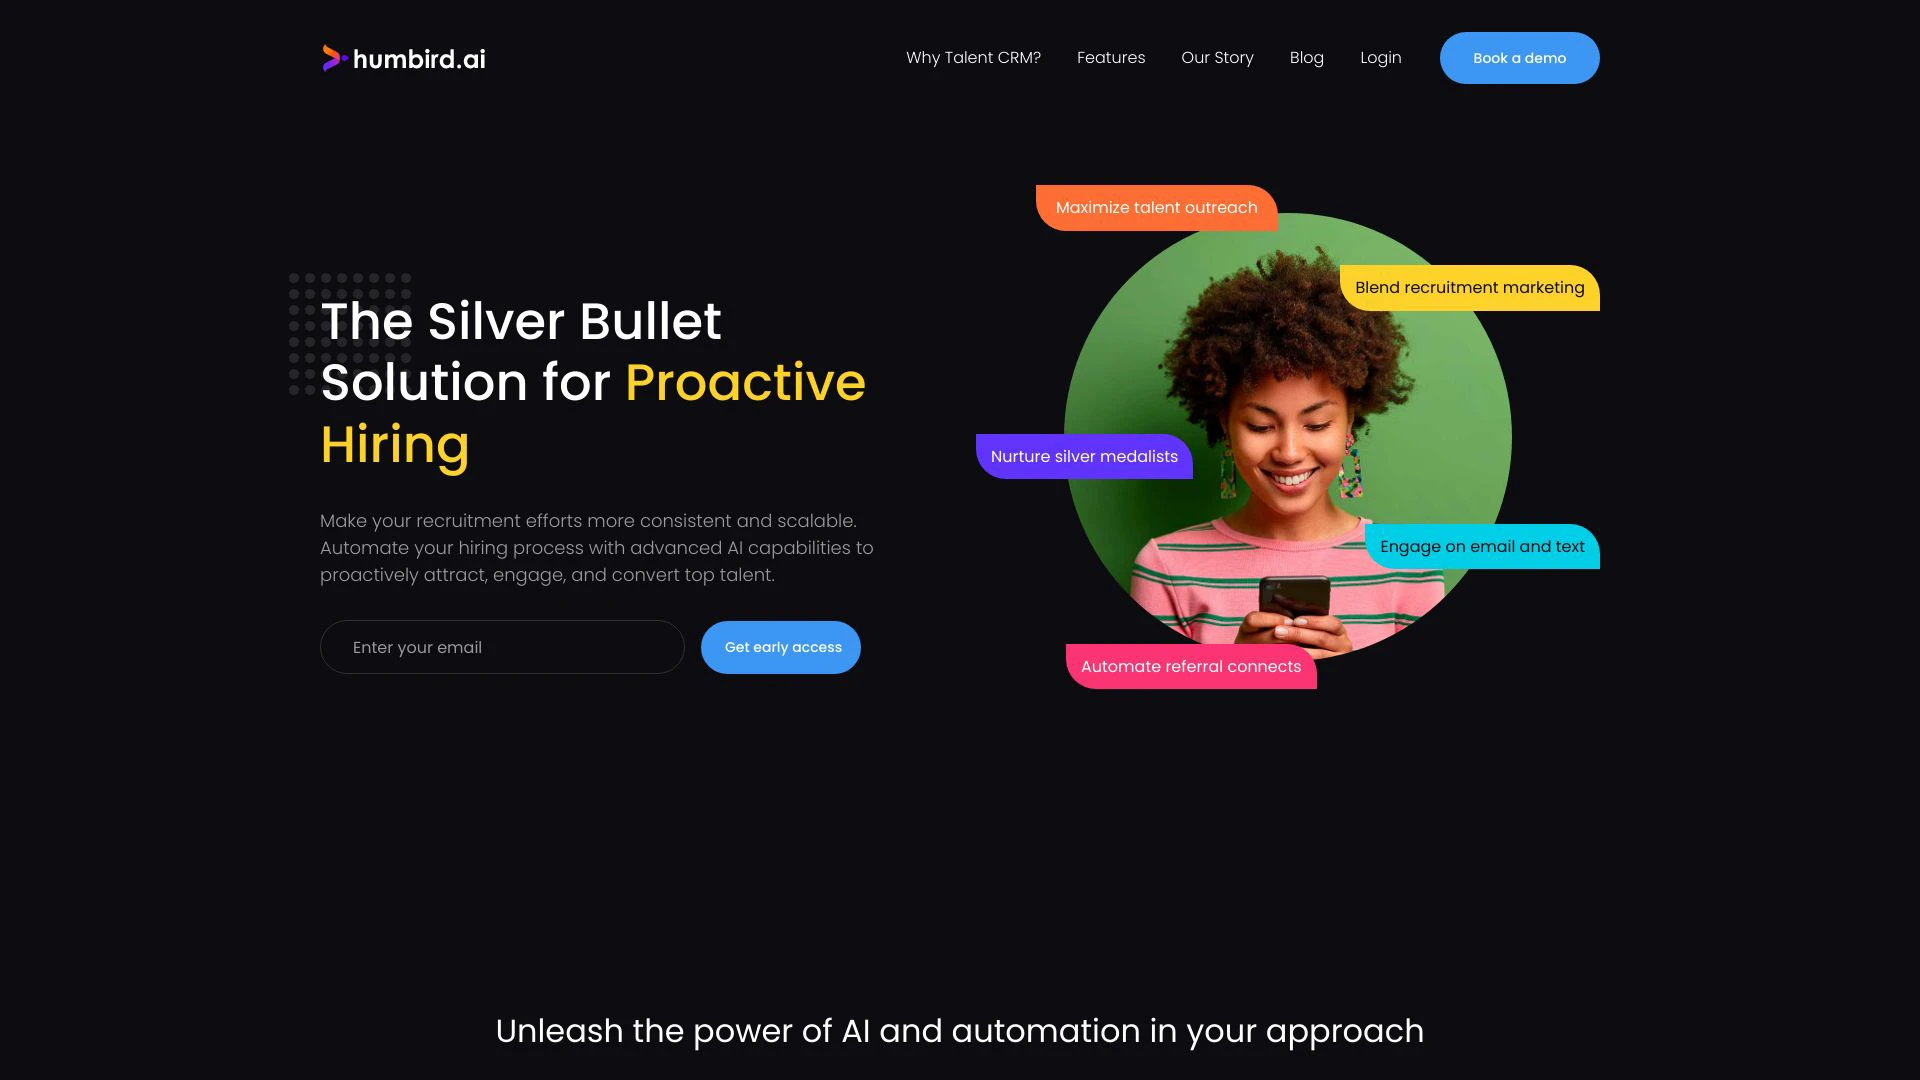 humbird.ai
Why Talent CRM?
Features
Our Story
Blog
Login
Book a demo
Maximize talent outreach
Blend recruitment marketing
The Silver Bullet
Solution for Proactive
Hiring
Nurture silver medalists
Make your recruitment efforts more consistent and scalable.
Automate your hiring process with advanced AI capabilities to
proactively attract, engage, and convert top talent.
Engage on email and text
Enter your email
Get early access
Automate referral connects
Unleash the power of AI and automation in your approach